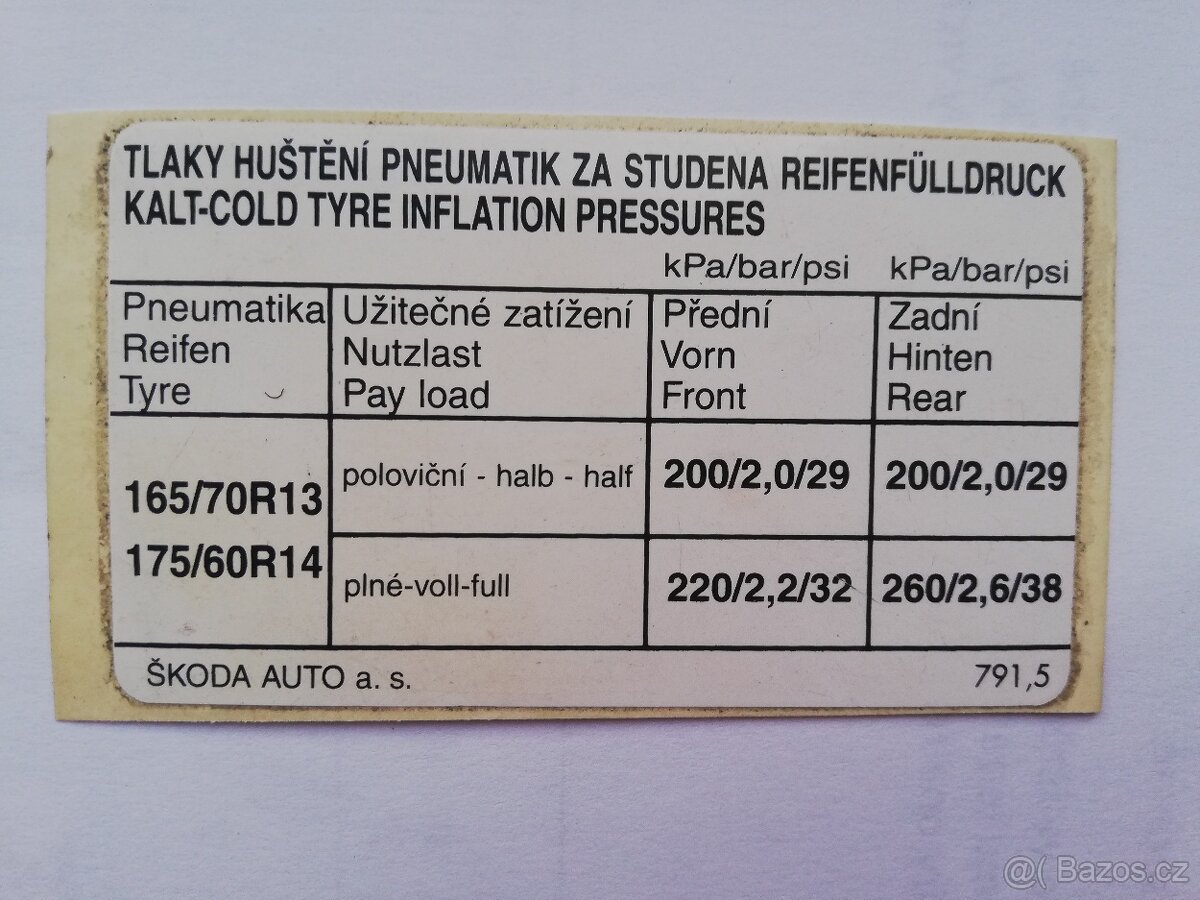 TLAKY HUŠTĚNÍ PNEUMATIK ZA STUDENA REIFENFÜLLDRUCK
KALT-COLD TYRE INFLATION PRESSURES
kPa/bar/psi kPa/bar/psi
Pneumatika Užitečné zatížení Přední Zadní
Reifen Nutzlast Vorn Hinten
Tyre Pay load Front Rear
165/70R13 poloviční - halb - half 200/2,0/29 200/2,0/29
175/60R14 plné-voll-full 220/2,2/32 260/2,6/38
ŠKODA AUTO a. s. 791,5
@( Bazos.cz